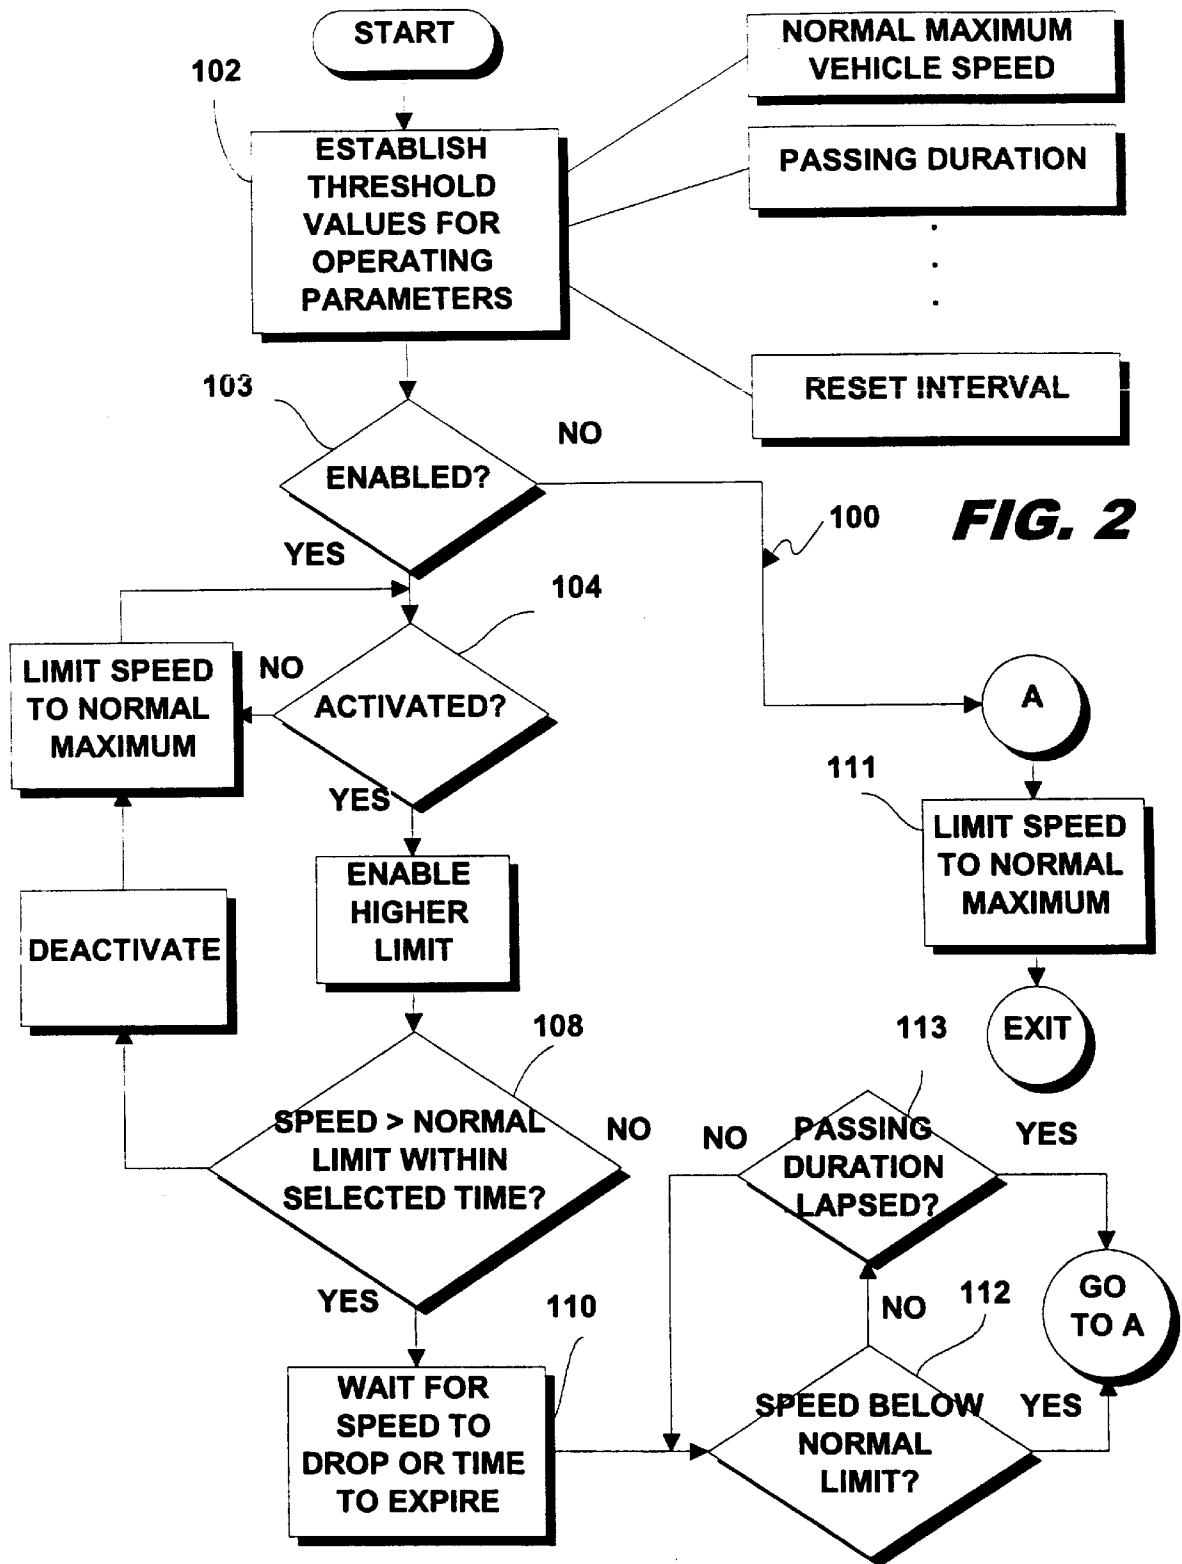 START
NORMAL MAXIMUM
VEHICLE SPEED
102
ESTABLISH
THRESHOLD
VALUES FOR
OPERATING
PARAMETERS
PASSING DURATION
.
.
.
RESET INTERVAL
103
NO
ENABLED?
100
FIG. 2
YES
104
LIMIT SPEED
TO NORMAL
MAXIMUM
NO
ACTIVATED?
A
YES
111
LIMIT SPEED
TO NORMAL
MAXIMUM
ENABLE
HIGHER
LIMIT
DEACTIVATE
EXIT
108
SPEED > NORMAL
LIMIT WITHIN
SELECTED TIME?
NO
113
NO
PASSING
DURATION
LAPSED?
YES
YES
110
NO
112
GO
TO A
WAIT FOR
SPEED TO
DROP OR TIME
TO EXPIRE
SPEED BELOW
NORMAL
LIMIT?
YES